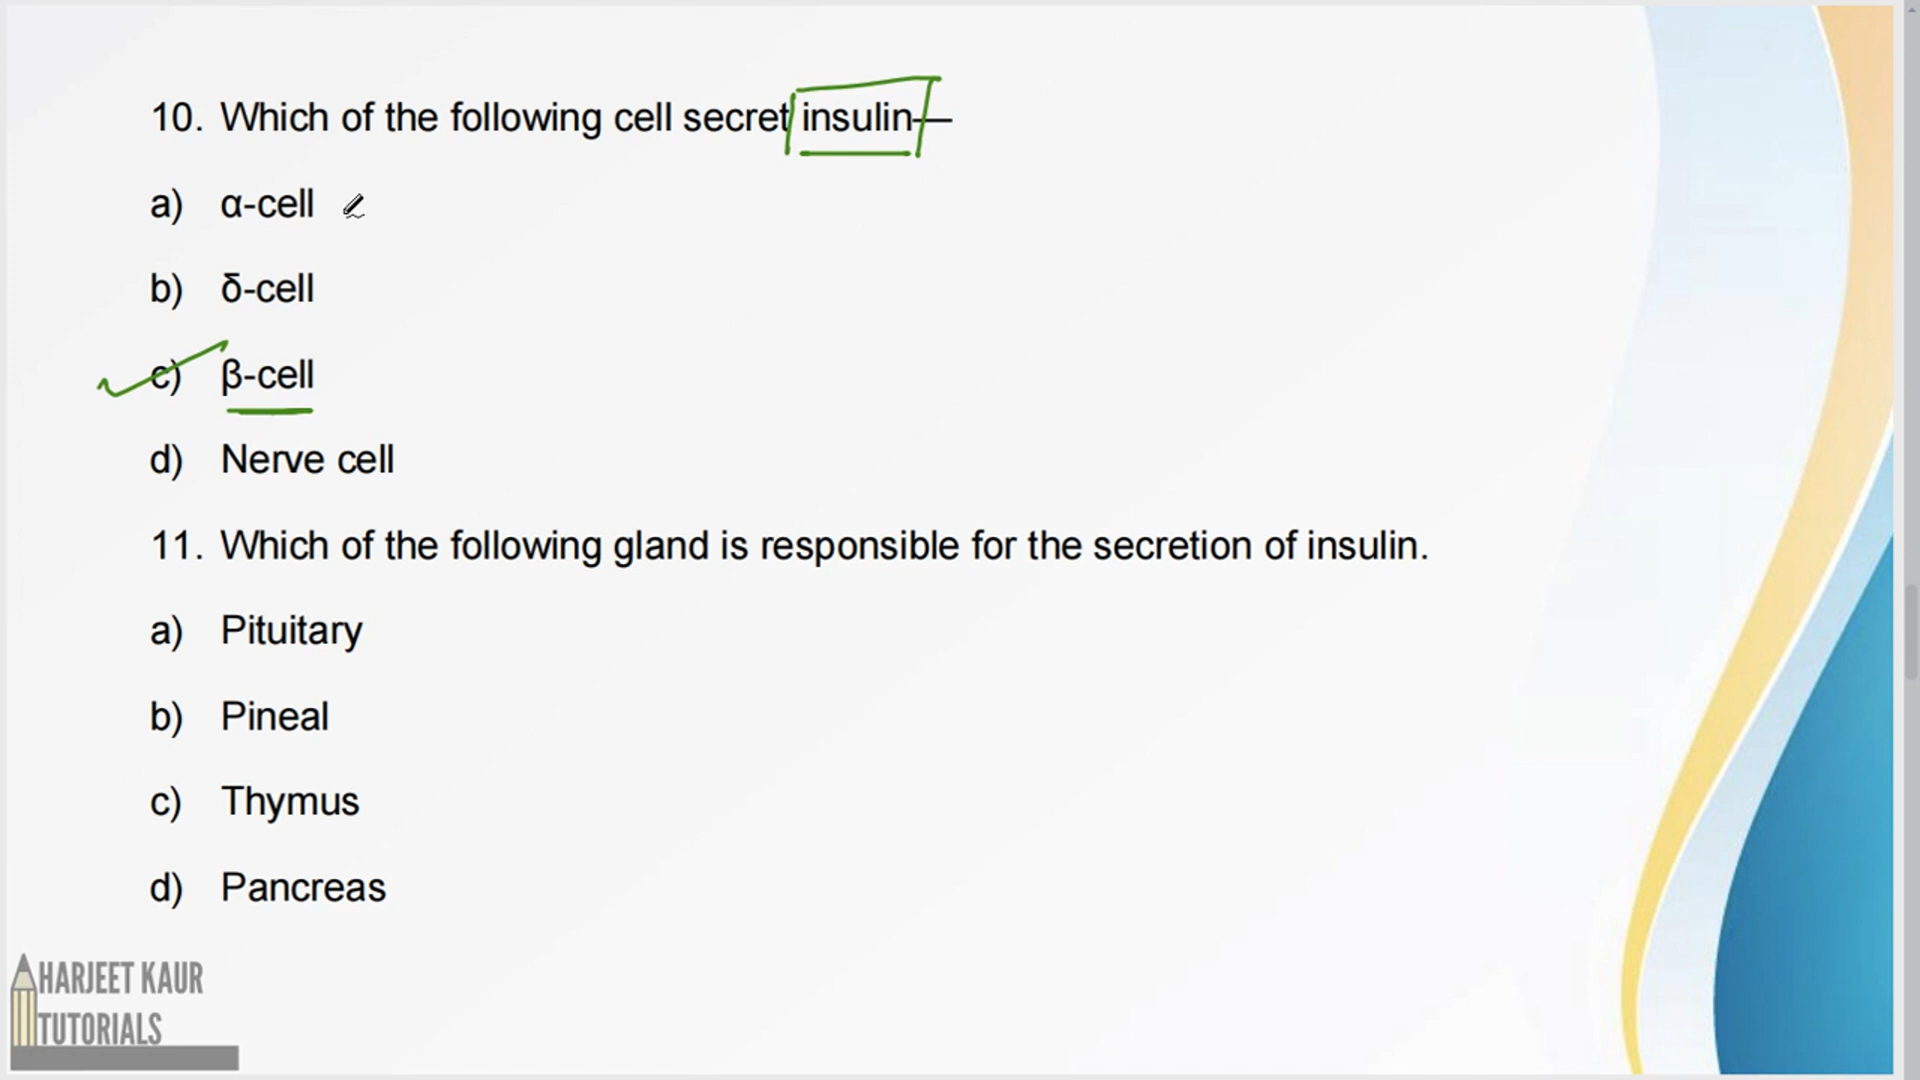 10. Which of the following cell secret insulin—
a) α-cell
b) δ-cell
c) β-cell
d) Nerve cell
11. Which of the following gland is responsible for the secretion of insulin.
a) Pituitary
b) Pineal
c) Thymus
d) Pancreas
HARJEET KAUR
TUTORIALS